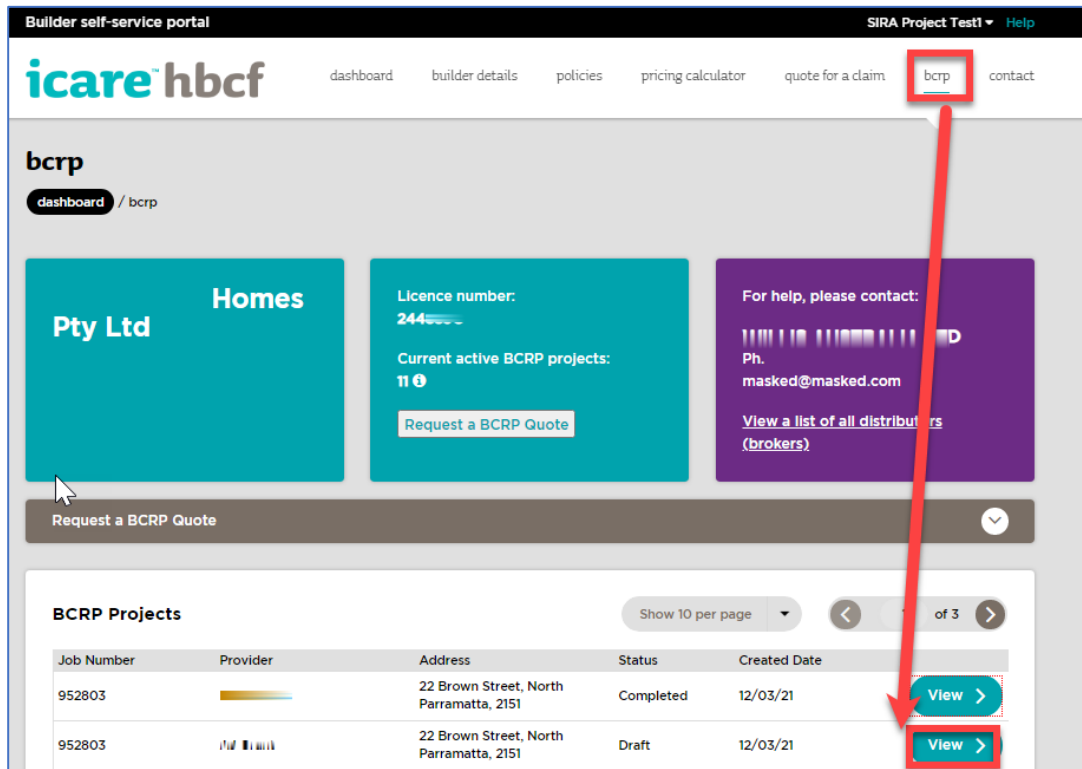 Builder self-service portal
SIRA Project Test1 Help
icare™ hbcf
dashboard builder details policies pricing calculator quote for a claim bcrp contact
bcrp
dashboard / bcrp
Homes
Pty Ltd
Licence number:
Current active BCRP projects:
11
Request a BCRP Quote
For help, please contact:
Ph.
masked@masked.com
View a list of all distributors
(brokers)
Request a BCRP Quote
BCRP Projects
Show 10 per page
of 3
Job Number Provider Address Status Created Date
952803 22 Brown Street, North Parramatta, 2151 Completed 12/03/21 View
952803 22 Brown Street, North Parramatta, 2151 Draft 12/03/21 View